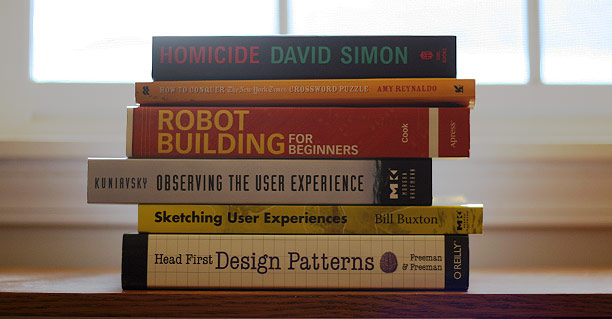 HOMICIDE DAVID SIMON
HOW TO CONQUER The New York Times CROSSWORD PUZZLE AMY REYNALDO
ROBOT
BUILDING FOR
BEGINNERS
Cook
Apress
KUNIAVSKY OBSERVING THE USER EXPERIENCE
MK
MORGAN
KAUFMANN
Sketching User Experiences Bill Buxton
MK
Head First Design Patterns
Freeman
& Freeman
O'REILLY